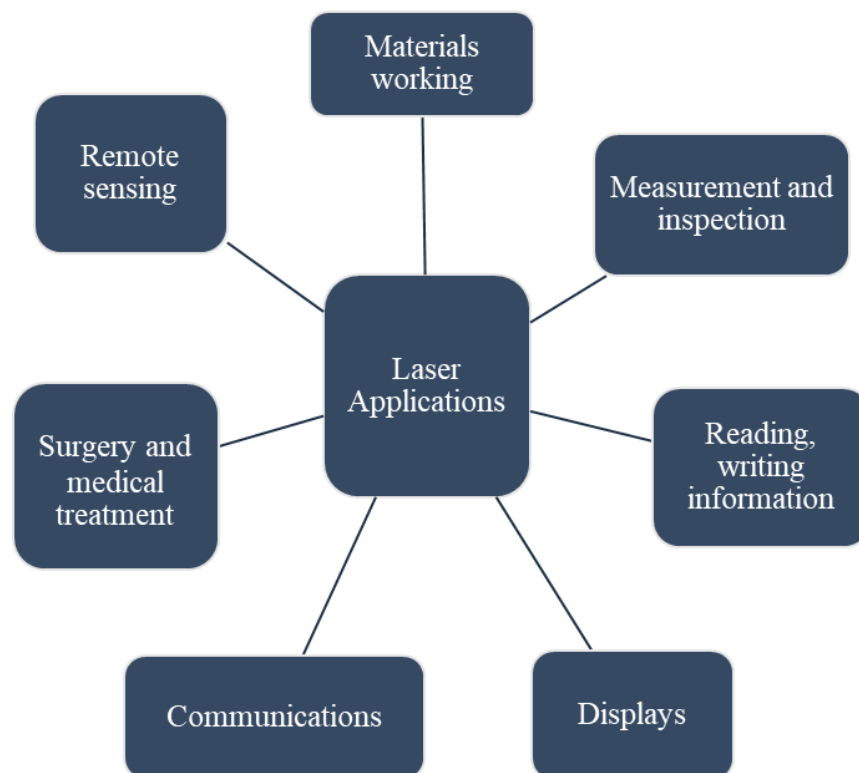 Materials
working
Remote
sensing
Measurement and
inspection
Laser
Applications
Surgery and
medical
treatment
Reading,
writing
information
Communications
Displays